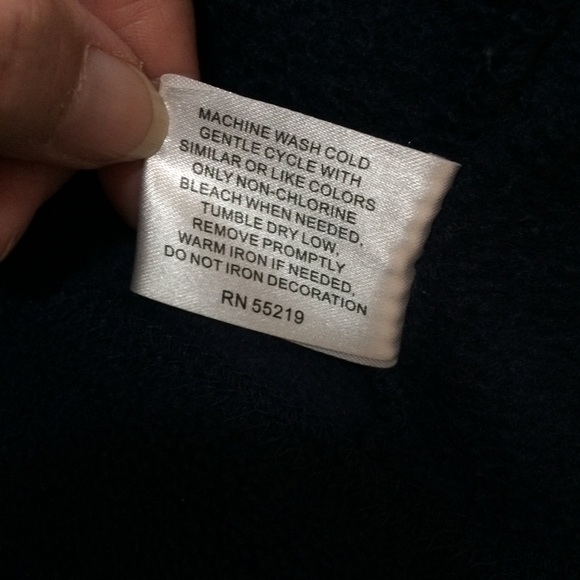 MACHINE WASH COLD
GENTLE CYCLE WITH
SIMILAR OR LIKE COLORS
ONLY NON-CHLORINE
BLEACH WHEN NEEDED,
TUMBLE DRY LOW,
REMOVE PROMPTLY
WARM IRON IF NEEDED,
DO NOT IRON DECORATION
RN 55219